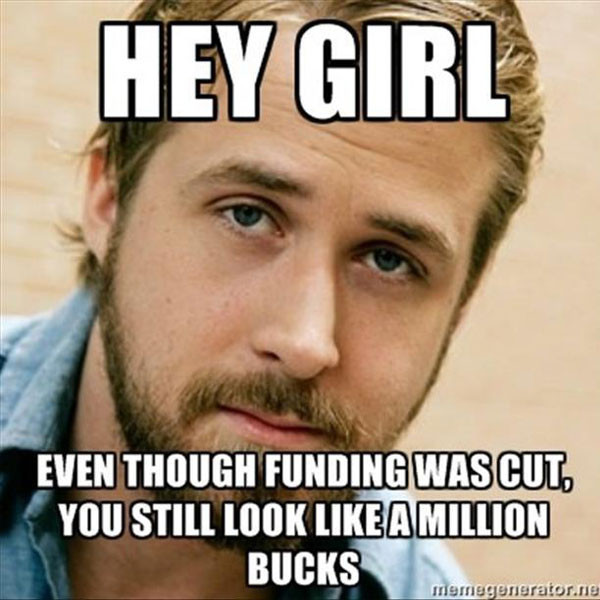 HEY GIRL
EVEN THOUGH FUNDING WAS CUT,
YOU STILL LOOK LIKE A MILLION
BUCKS
memegenerator.ne